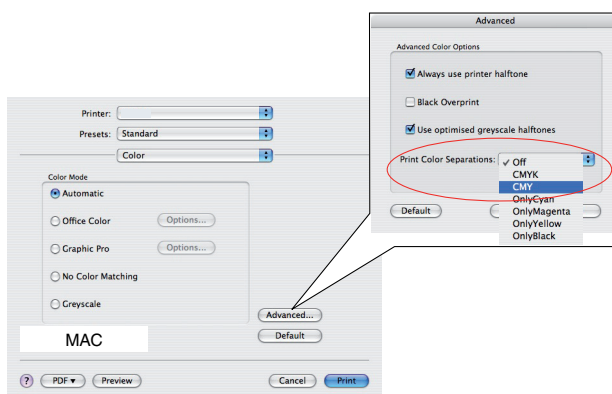 Advanced
Advanced Color Options
Always use printer halftone
Black Overprint
Use optimised greyscale halftones
Print Color Separations: ✓ Off
CMYK
CMY
OnlyCyan
OnlyMagenta
OnlyYellow
OnlyBlack
Default
Printer:
Presets: Standard
Color
Color Mode
Automatic
Office Color Options...
Graphic Pro Options...
No Color Matching
Greyscale
Advanced...
Default
MAC
? PDF ▾ Preview Cancel Print